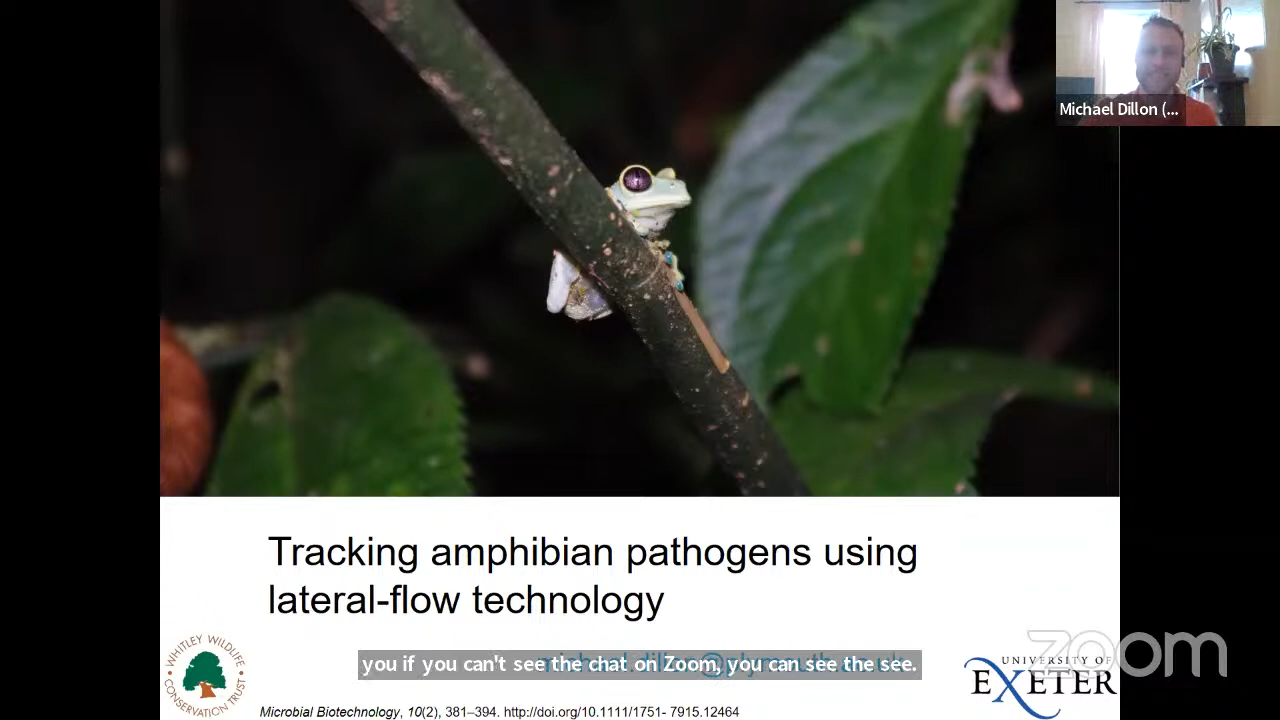 Michael Dillon (...
Tracking amphibian pathogens using
lateral-flow technology
you if you can't see the chat on Zoom, you can see the see.
WHITLEY WILDLIFE
CONSERVATION TRUST
Microbial Biotechnology, 10(2), 381–394. http://doi.org/10.1111/1751- 7915.12464
UNIVERSITY OF
EXETER
zoom